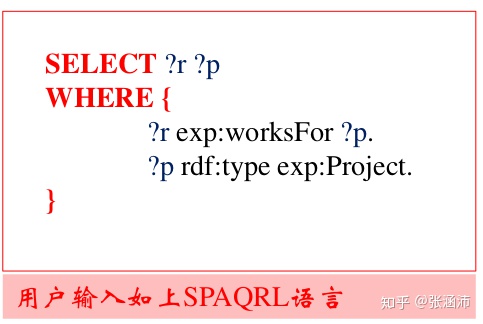 SELECT ?r ?p
WHERE {
?r exp:worksFor ?p.
?p rdf:type exp:Project.
}
用户输入如上SPAQRL语言
知乎 @张涵沛